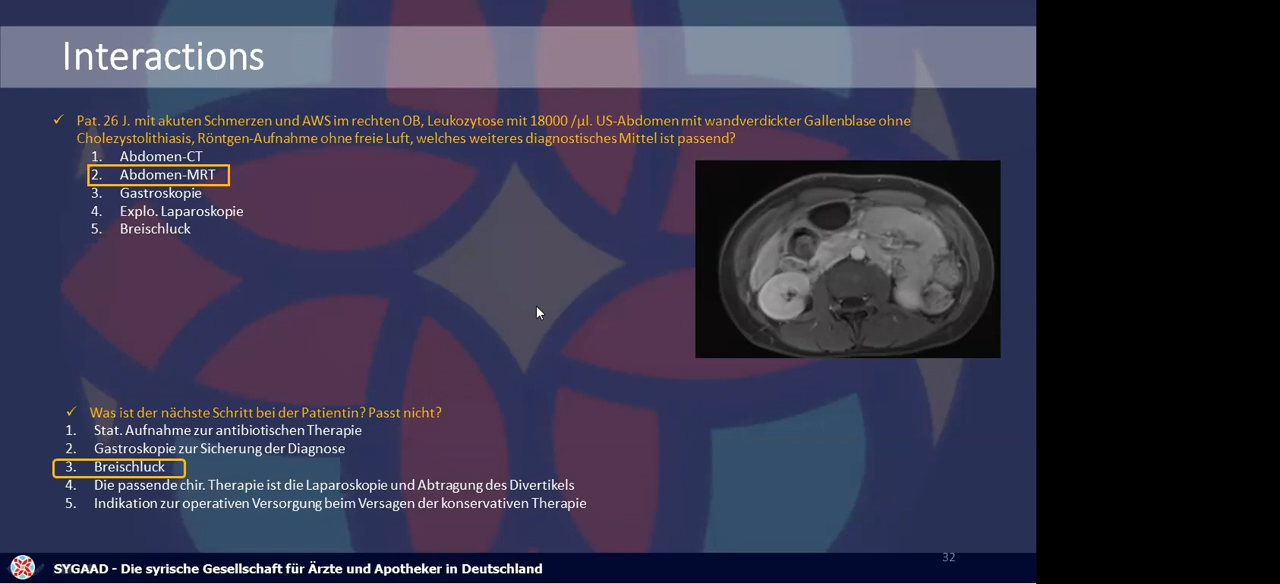 Interactions
✓ Pat. 26 J. mit akuten Schmerzen und AWS im rechten OB, Leukozytose mit 18000 /µl. US-Abdomen mit wandverdickter Gallenblase ohne
Cholezystolithiasis, Röntgen-Aufnahme ohne freie Luft, welches weiteres diagnostisches Mittel ist passend?
1. Abdomen-CT
2. Abdomen-MRT
3. Gastroskopie
4. Explo. Laparoskopie
5. Breischluck
✓ Was ist der nächste Schritt bei der Patientin? Passt nicht?
1. Stat. Aufnahme zur antibiotischen Therapie
2. Gastroskopie zur Sicherung der Diagnose
3. Breischluck
4. Die passende chir. Therapie ist die Laparoskopie und Abtragung des Divertikels
5. Indikation zur operativen Versorgung beim Versagen der konservativen Therapie
32
SYGAAD - Die syrische Gesellschaft für Ärzte und Apotheker in Deutschland